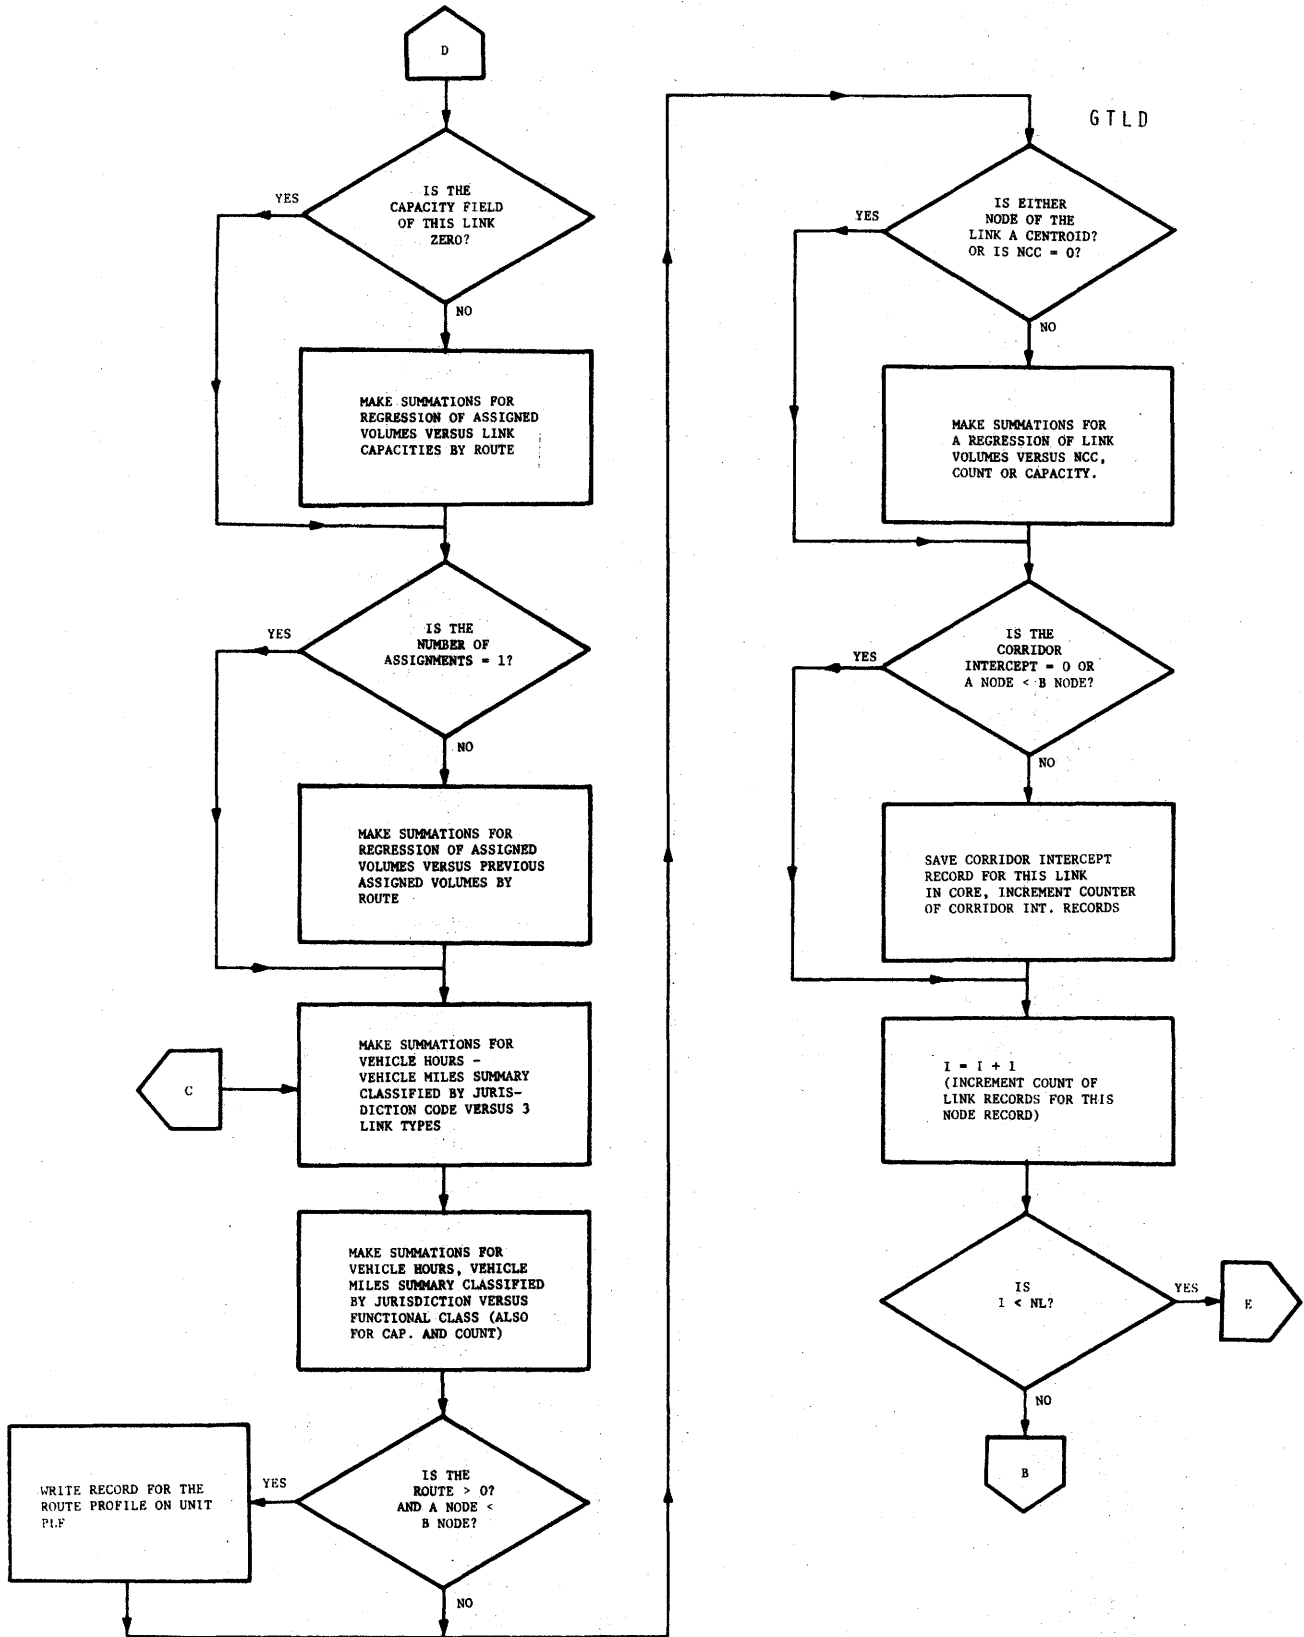 D
IS THE
CAPACITY FIELD
OF THIS LINK
ZERO?
YES
NO
MAKE SUMMATIONS FOR
REGRESSION OF ASSIGNED
VOLUMES VERSUS LINK
CAPACITIES BY ROUTE
IS THE
NUMBER OF
ASSIGNMENTS = 1?
YES
NO
MAKE SUMMATIONS FOR
REGRESSION OF ASSIGNED
VOLUMES VERSUS PREVIOUS
ASSIGNED VOLUMES BY
ROUTE
C
MAKE SUMMATIONS FOR
VEHICLE HOURS -
VEHICLE MILES SUMMARY
CLASSIFIED BY JURIS-
DICTION CODE VERSUS 3
LINK TYPES
MAKE SUMMATIONS FOR
VEHICLE HOURS, VEHICLE
MILES SUMMARY CLASSIFIED
BY JURISDICTION VERSUS
FUNCTIONAL CLASS (ALSO
FOR CAP. AND COUNT)
IS THE
ROUTE > 0?
AND A NODE <
B NODE?
YES
NO
WRITE RECORD FOR THE
ROUTE PROFILE ON UNIT
PLF
GTLD
IS EITHER
NODE OF THE
LINK A CENTROID?
OR IS NCC = 0?
YES
NO
MAKE SUMMATIONS FOR
A REGRESSION OF LINK
VOLUMES VERSUS NCC,
COUNT OR CAPACITY.
IS THE
CORRIDOR
INTERCEPT = 0 OR
A NODE < B NODE?
YES
NO
SAVE CORRIDOR INTERCEPT
RECORD FOR THIS LINK
IN CORE, INCREMENT COUNTER
OF CORRIDOR INT. RECORDS
I = I + 1
(INCREMENT COUNT OF
LINK RECORDS FOR THIS
NODE RECORD)
IS
1 < NL?
YES
E
NO
B